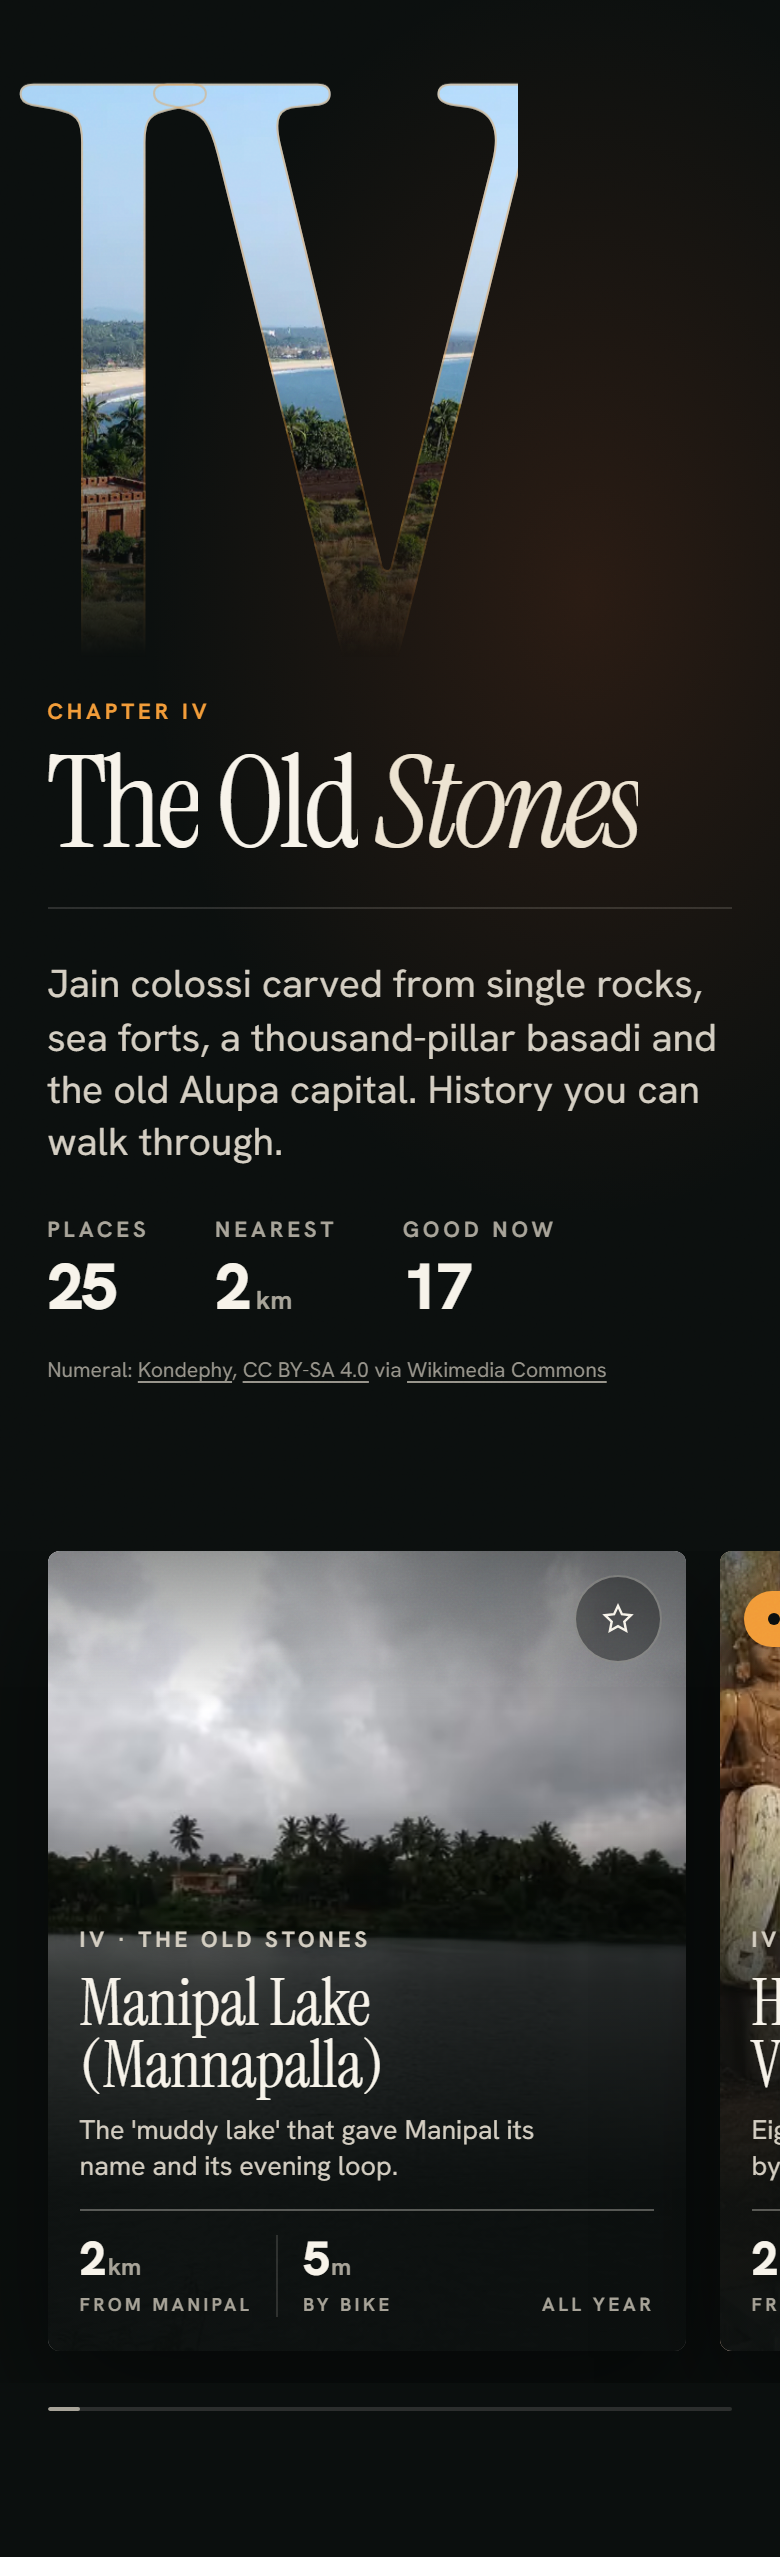 IV
CHAPTER IV
The Old Stones
Jain colossi carved from single rocks,
sea forts, a thousand-pillar basadi and
the old Alupa capital. History you can
walk through.
PLACES NEAREST GOOD NOW
25 2 km 17
Numeral: Kondephy, CC BY-SA 4.0 via Wikimedia Commons
IV · THE OLD STONES
Manipal Lake
(Mannapalla)
The 'muddy lake' that gave Manipal its
name and its evening loop.
2km 5m
FROM MANIPAL BY BIKE ALL YEAR